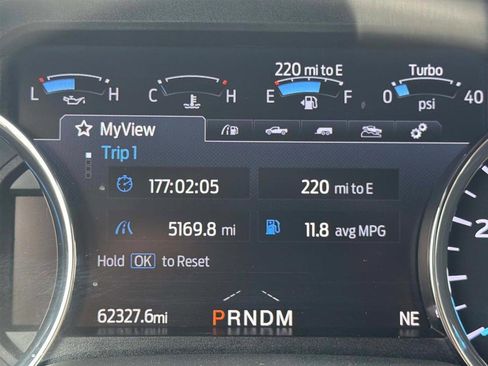 220 mi to E Turbo
L H C H E F 0 40
psi
MyView
Trip 1
177:02:05 220 mi to E
5169.8 mi 11.8 avg MPG
Hold OK to Reset
62327.6mi PRNDM NE
2